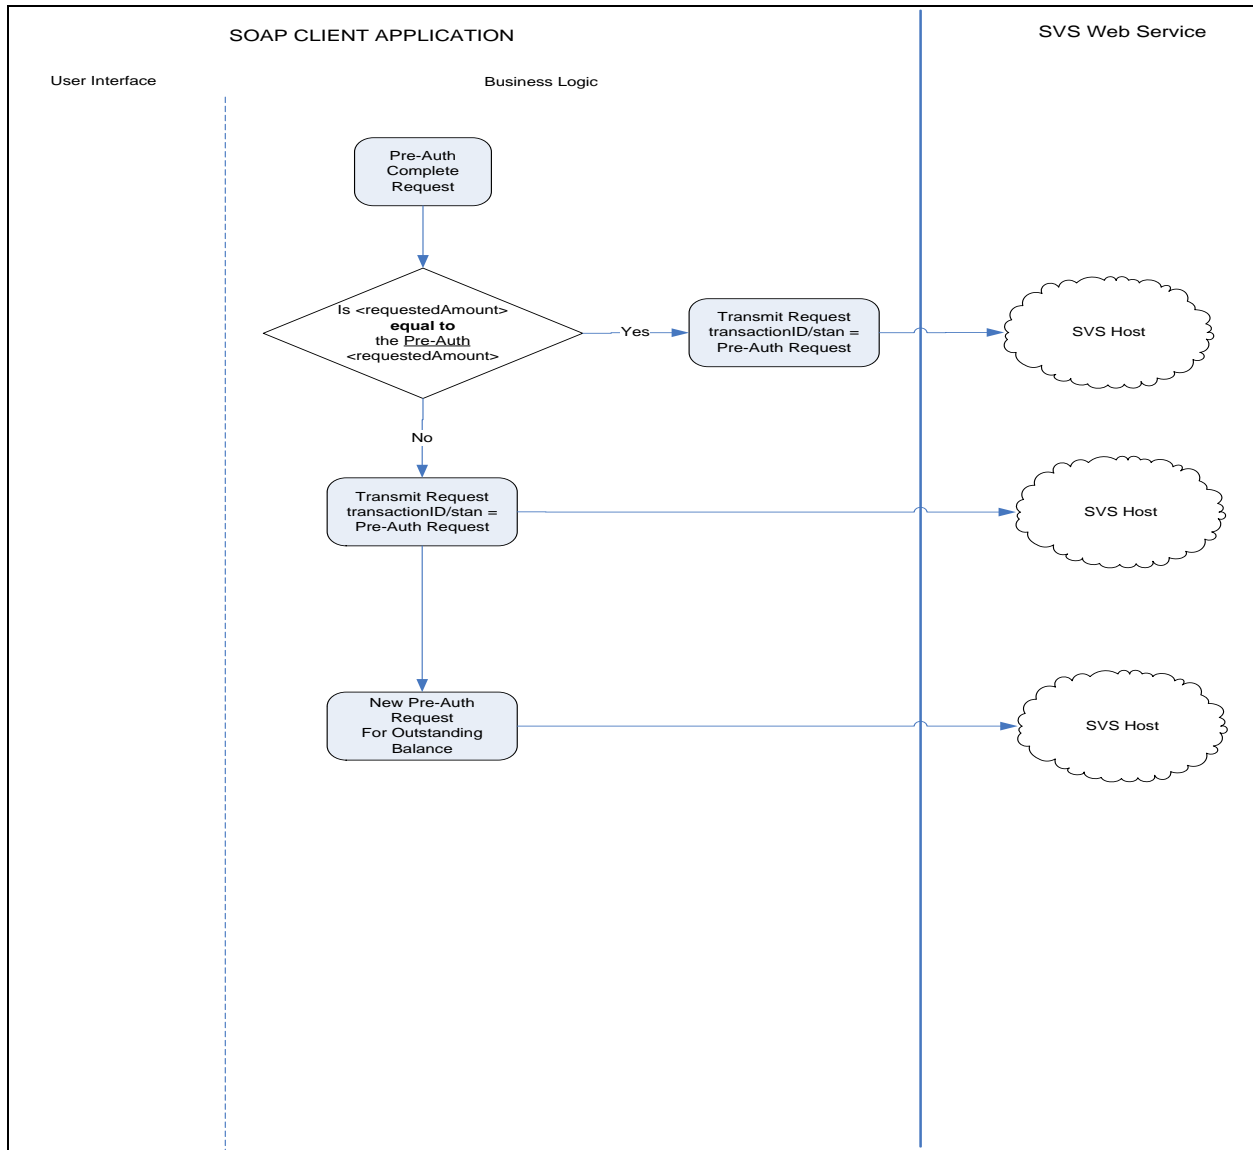 SOAP CLIENT APPLICATION
SVS Web Service
User Interface
Business Logic
Pre-Auth
Complete
Request
Is <requestedAmount>
equal to
the Pre-Auth
<requestedAmount>
Yes
Transmit Request
transactionID/stan =
Pre-Auth Request
SVS Host
No
Transmit Request
transactionID/stan =
Pre-Auth Request
SVS Host
New Pre-Auth
Request
For Outstanding
Balance
SVS Host